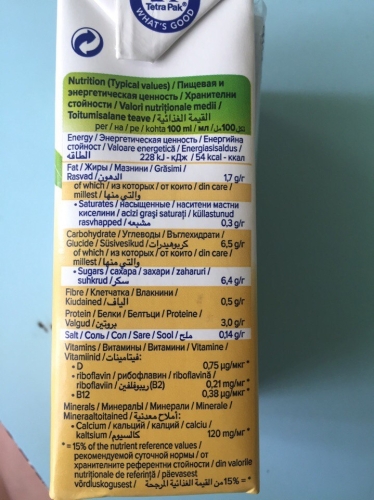 Tetra Pak®
WHAT'S GOOD
Nutrition (Typical values) / Пищевая и
энергетическая ценность / Хранителни
стойности / Valori nutriționale medii /
Toitumisalane teave / القيمة الغذائية
per / на / pe / kohta 100 ml / мл / لكل 100مل
Energy / Энергетическая ценность / Енергийна
стойност / Valoare energetică / Energiasisaldus /
الطاقة 228 kJ - кДж / 54 kcal - ккал
Fat / Жиры / Мазнини / Grăsimi /
Rasvad / الدهون 1,7 g/г
of which / из которых / от които / din care /
millest / والتي منها
• Saturates / насыщенные / наситени мастни
киселини / acizi grași saturați / küllastunud
rasvhapped / مشبعه 0,3 g/г
Carbohydrate / Углеводы / Въглехидрати /
Glucide / Süsivesikud / كربوهيدرات 6,5 g/г
of which / из которых / от които / din care /
millest / والتي منها
• Sugars / сахара / захари / zaharuri /
suhkrud / سكر 6,4 g/г
Fibre / Клетчатка / Влакнини /
Kiudained / الياف 0,5 g/г
Protein / Белки / Белтъци / Proteine /
Valgud / بروتين 3,0 g/г
Salt / Соль / Сол / Sare / Sool / ملح 0,14 g/г
Vitamins / Витамины / Витамини / Vitamine /
Vitamiinid / فيتامينات:
• D 0,75 µg/мкг *
• riboflavin / рибофлавин / riboflavină /
riboflaviin / ريبوفلفين (B2) 0,21 mg/мг *
• B12 0,38 µg/мкг *
Minerals / Минералы / Минерали / Minerale /
Mineraaltoitained / أملاح معدنية:
• Calcium / кальций / калций / calciu /
kaltsium / كالسيوم 120 mg/мг *
* = 15% of the nutrient reference values /
рекомендуемой суточной нормы / от
хранителните референтни стойности / din valorile
nutriționale de referință / päevasest
võrdluskogusest / 15% من القيمة الغذائية المرجحة = *